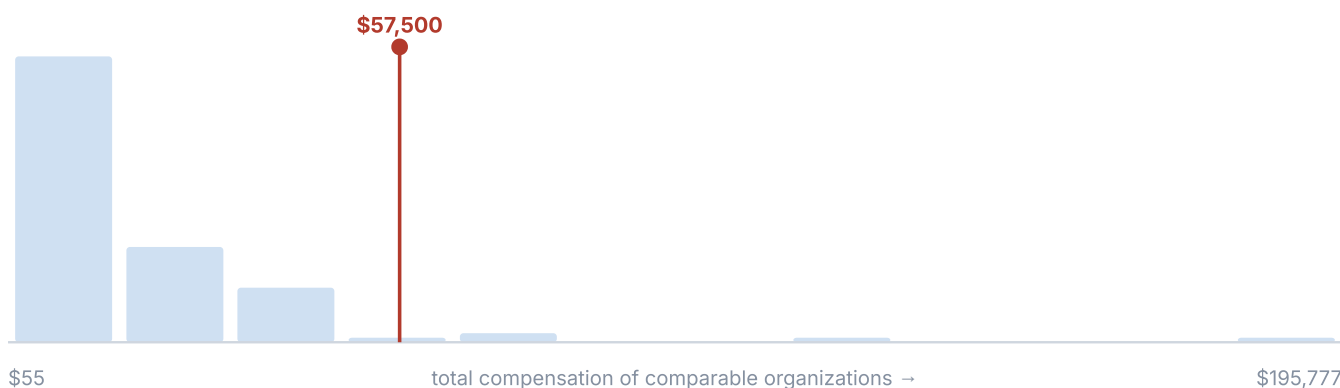 $57,500
$55
total compensation of comparable organizations →
$195,777